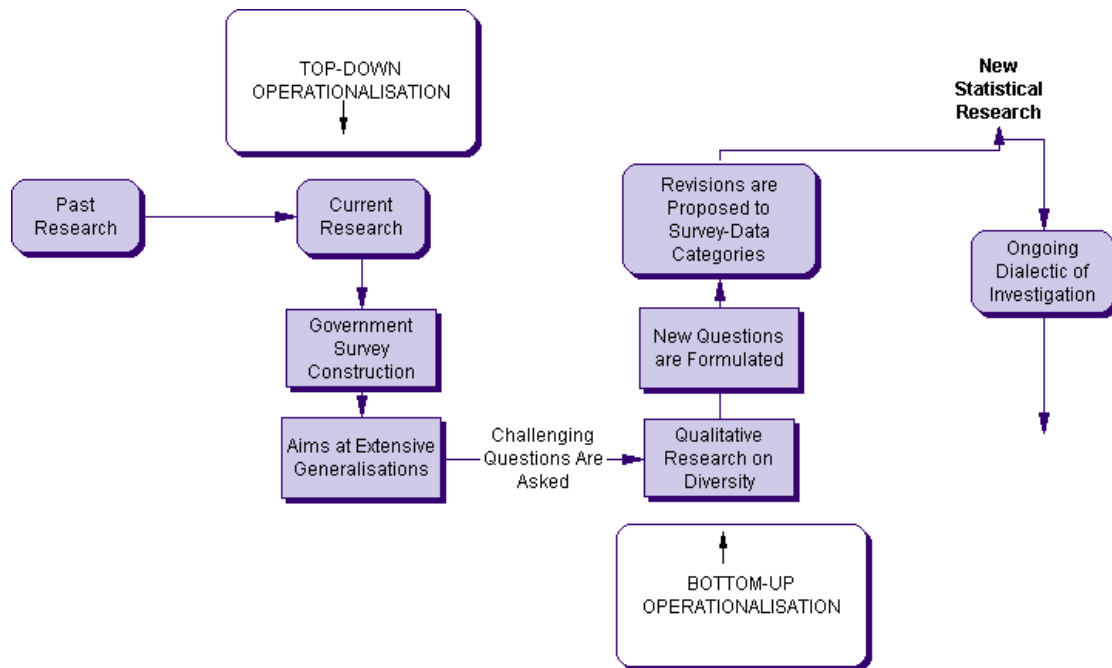 TOP-DOWN
OPERATIONALISATION
Past
Research
Current
Research
Government
Survey
Construction
Aims at Extensive
Generalisations
Challenging
Questions Are
Asked
Qualitative
Research on
Diversity
BOTTOM-UP
OPERATIONALISATION
New Questions
are Formulated
Revisions are
Proposed to
Survey-Data
Categories
New
Statistical
Research
Ongoing
Dialectic of
Investigation